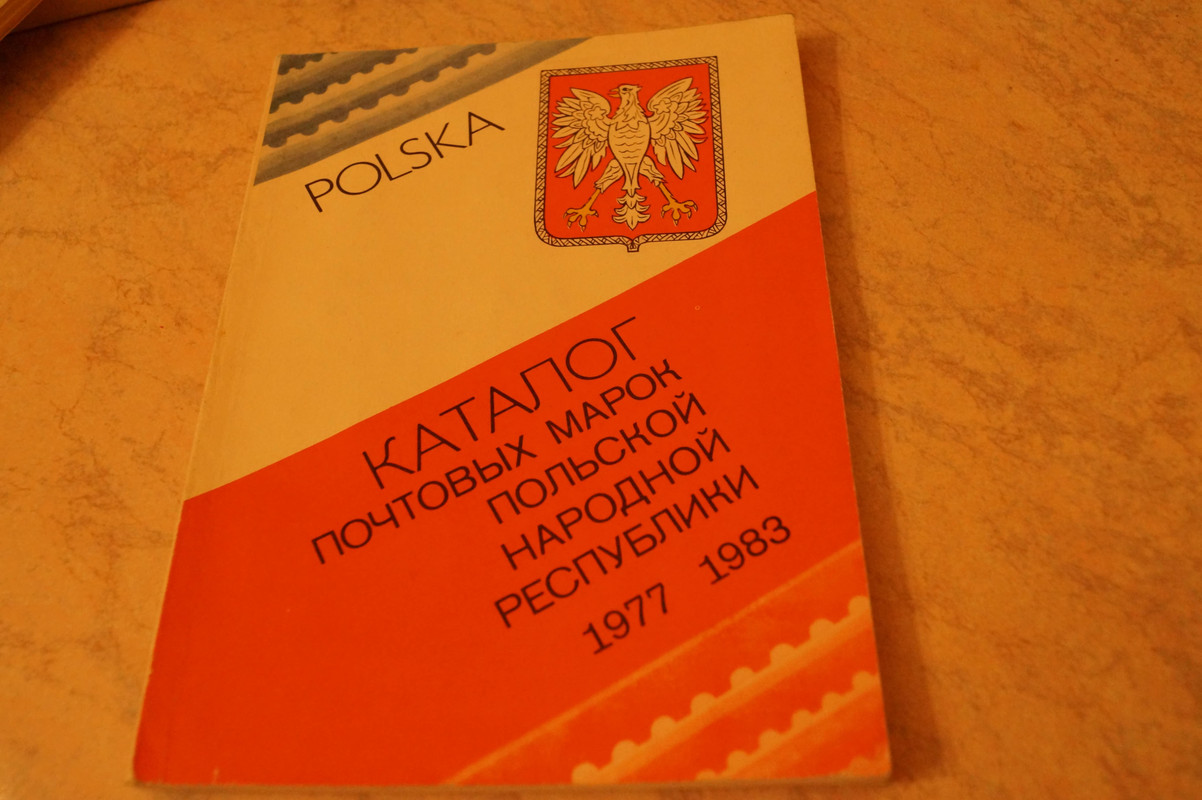 POLSKA
КАТАЛОГ
ПОЧТОВЫХ МАРОК
ПОЛЬСКОЙ
НАРОДНОЙ
РЕСПУБЛИКИ
1977 1983